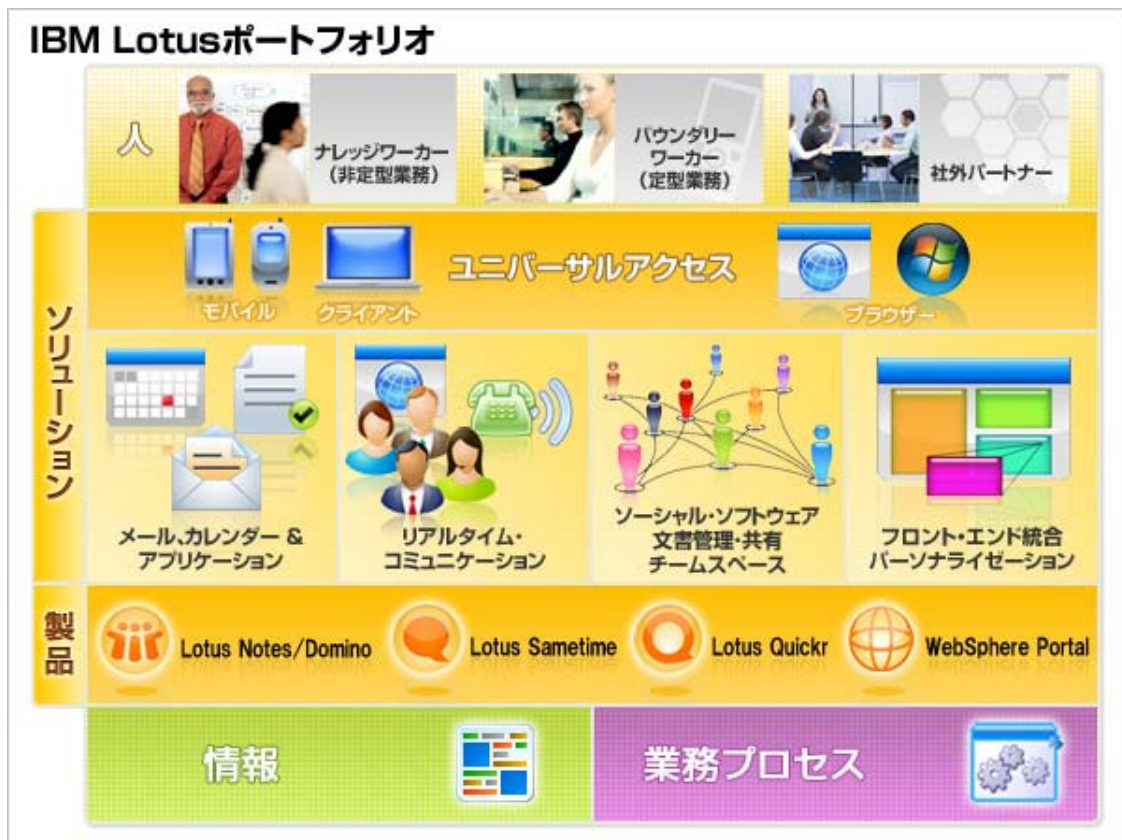 IBM Lotusポートフォリオ
人
ナレッジワーカー
(非定型業務)
バウンダリー
ワーカー
(定型業務)
社外パートナー
ソリューション
ユニバーサルアクセス
モバイル
クライアント
ブラウザー
メール、カレンダー &
アプリケーション
リアルタイム・
コミュニケーション
ソーシャル・ソフトウェア
文書管理・共有
チームスペース
フロント・エンド統合
パーソナライゼーション
製品
Lotus Notes/Domino
Lotus Sametime
Lotus Quickr
WebSphere Portal
情報
業務プロセス